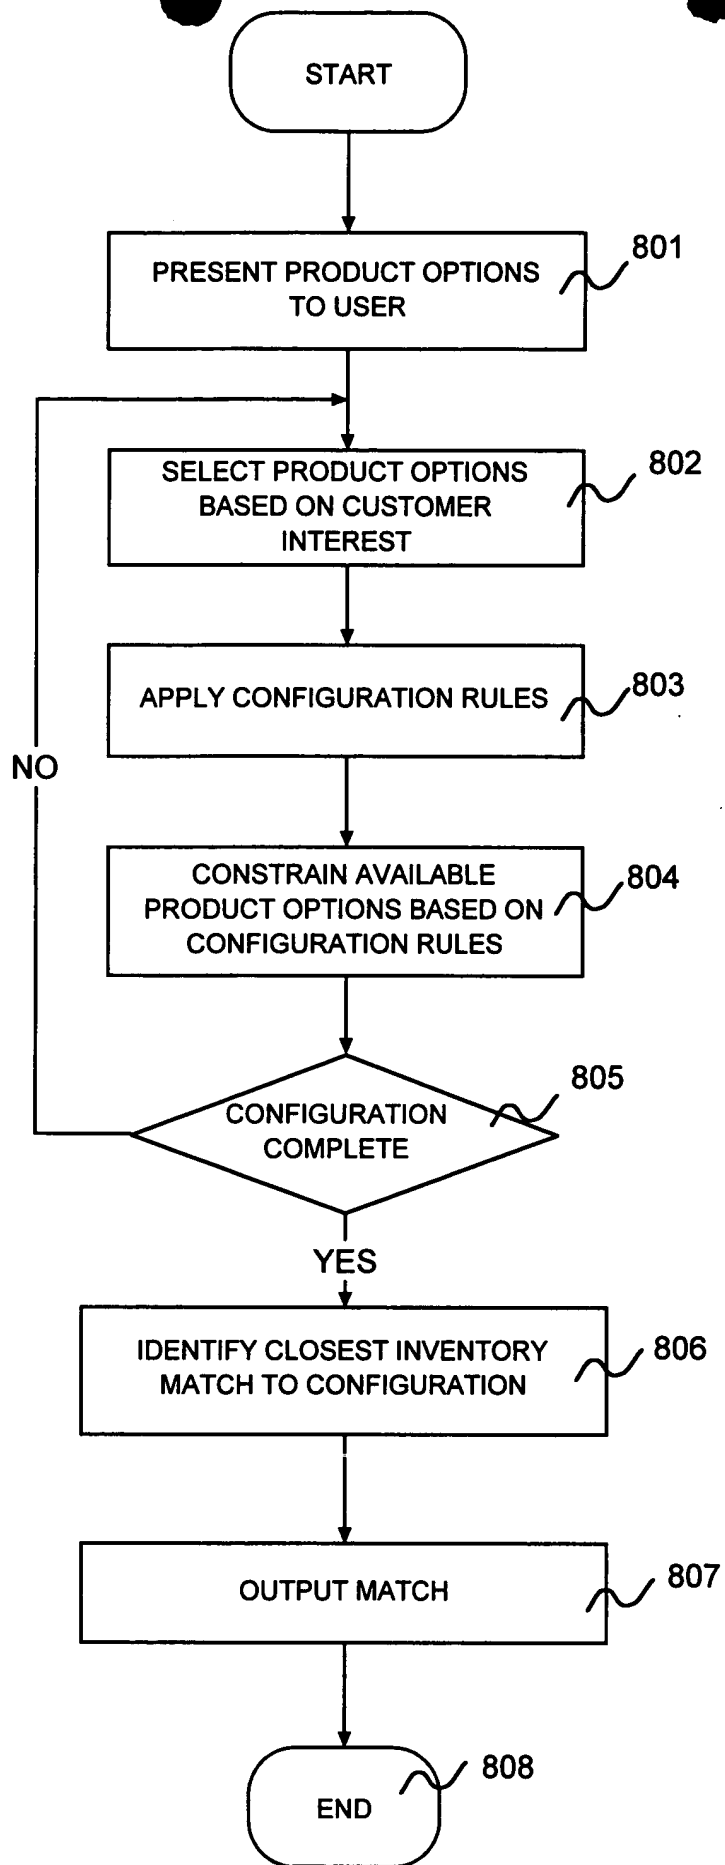 START
PRESENT PRODUCT OPTIONS
TO USER
801
SELECT PRODUCT OPTIONS
BASED ON CUSTOMER
INTEREST
802
APPLY CONFIGURATION RULES
803
NO
CONSTRAIN AVAILABLE
PRODUCT OPTIONS BASED ON
CONFIGURATION RULES
804
CONFIGURATION
COMPLETE
805
YES
IDENTIFY CLOSEST INVENTORY
MATCH TO CONFIGURATION
806
OUTPUT MATCH
807
END
808